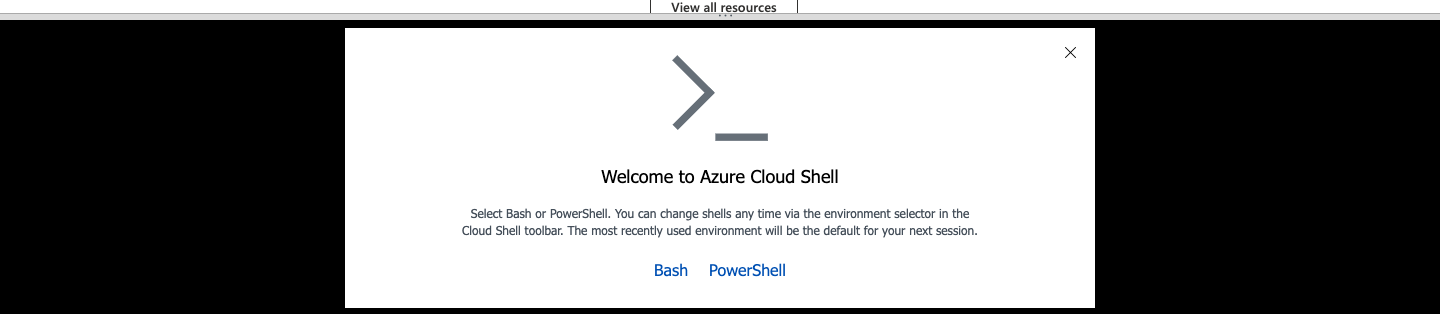 View all resources
Welcome to Azure Cloud Shell
Select Bash or PowerShell. You can change shells any time via the environment selector in the
Cloud Shell toolbar. The most recently used environment will be the default for your next session.
Bash PowerShell